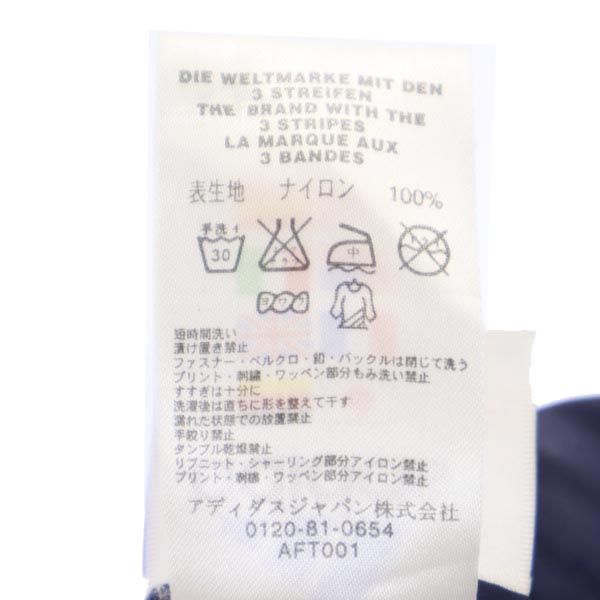 DIE WELTMARKE MIT DEN
3 STREIFEN
THE BRAND WITH THE
3 STRIPES
LA MARQUE AUX
3 BANDES
表生地 ナイロン 100%
手洗イ
30
中
ヨワク
短時間洗い
漬け置き禁止
ファスナー・ベルクロ・釦・バックルは閉じて洗う
プリント・刺繍・ワッペン部分もみ洗い禁止
すすぎは十分に
洗濯後は直ちに形を整えて干す
濡れた状態での放置禁止
手絞り禁止
タンブル乾燥禁止
リブニット・シャーリング部分アイロン禁止
プリント・刺繍・ワッペン部分アイロン禁止
アディダスジャパン株式会社
0120-81-0654
AFT001